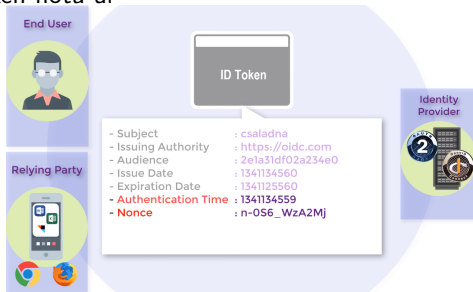 End User
ID Token
Identity
Provider
- Subject : csaladna
- Issuing Authority : https://oidc.com
- Audience : 2e1a31df02a234e0
- Issue Date : 1341134560
- Expiration Date : 1341125560
- Authentication Time : 1341134559
- Nonce : n-0S6_WzA2Mj
Relying Party
2